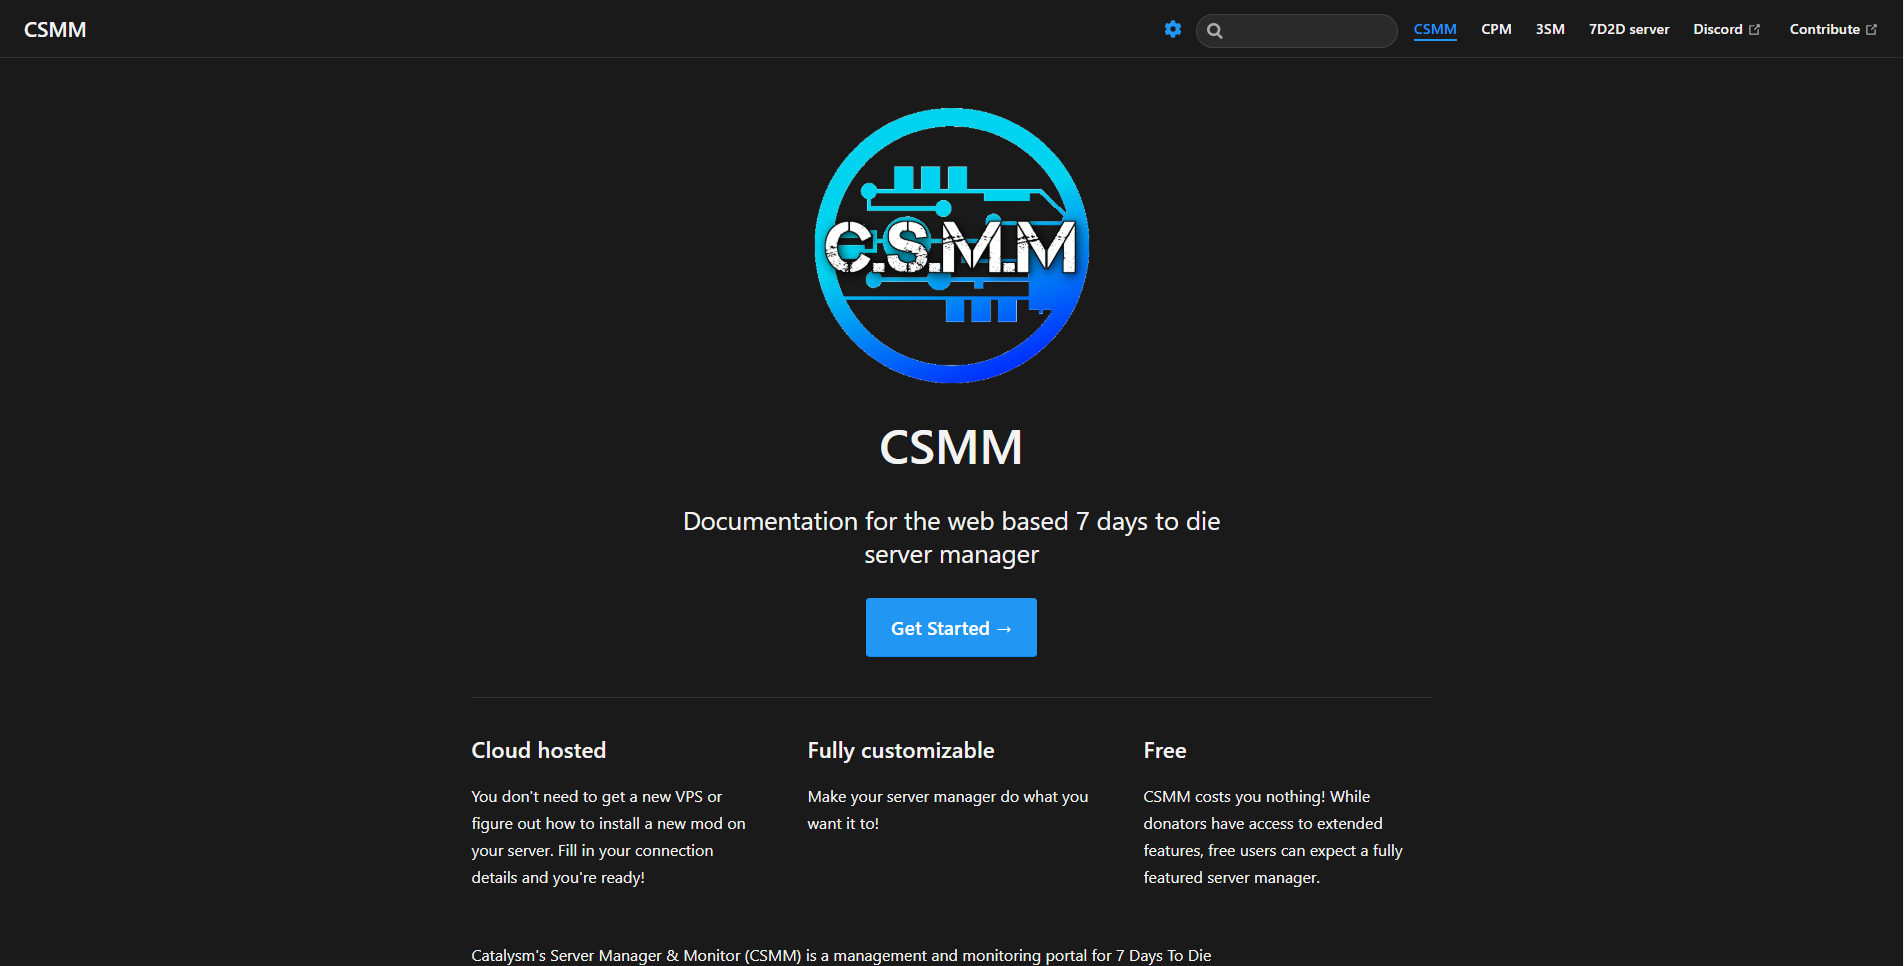 CSMM
CSMM
CPM
3SM
7D2D server
Discord
Contribute
C.S.M.M
CSMM
Documentation for the web based 7 days to die
server manager
Get Started →
Cloud hosted
You don't need to get a new VPS or
figure out how to install a new mod on
your server. Fill in your connection
details and you're ready!
Fully customizable
Make your server manager do what you
want it to!
Free
CSMM costs you nothing! While
donators have access to extended
features, free users can expect a fully
featured server manager.
Catalysm's Server Manager & Monitor (CSMM) is a management and monitoring portal for 7 Days To Die